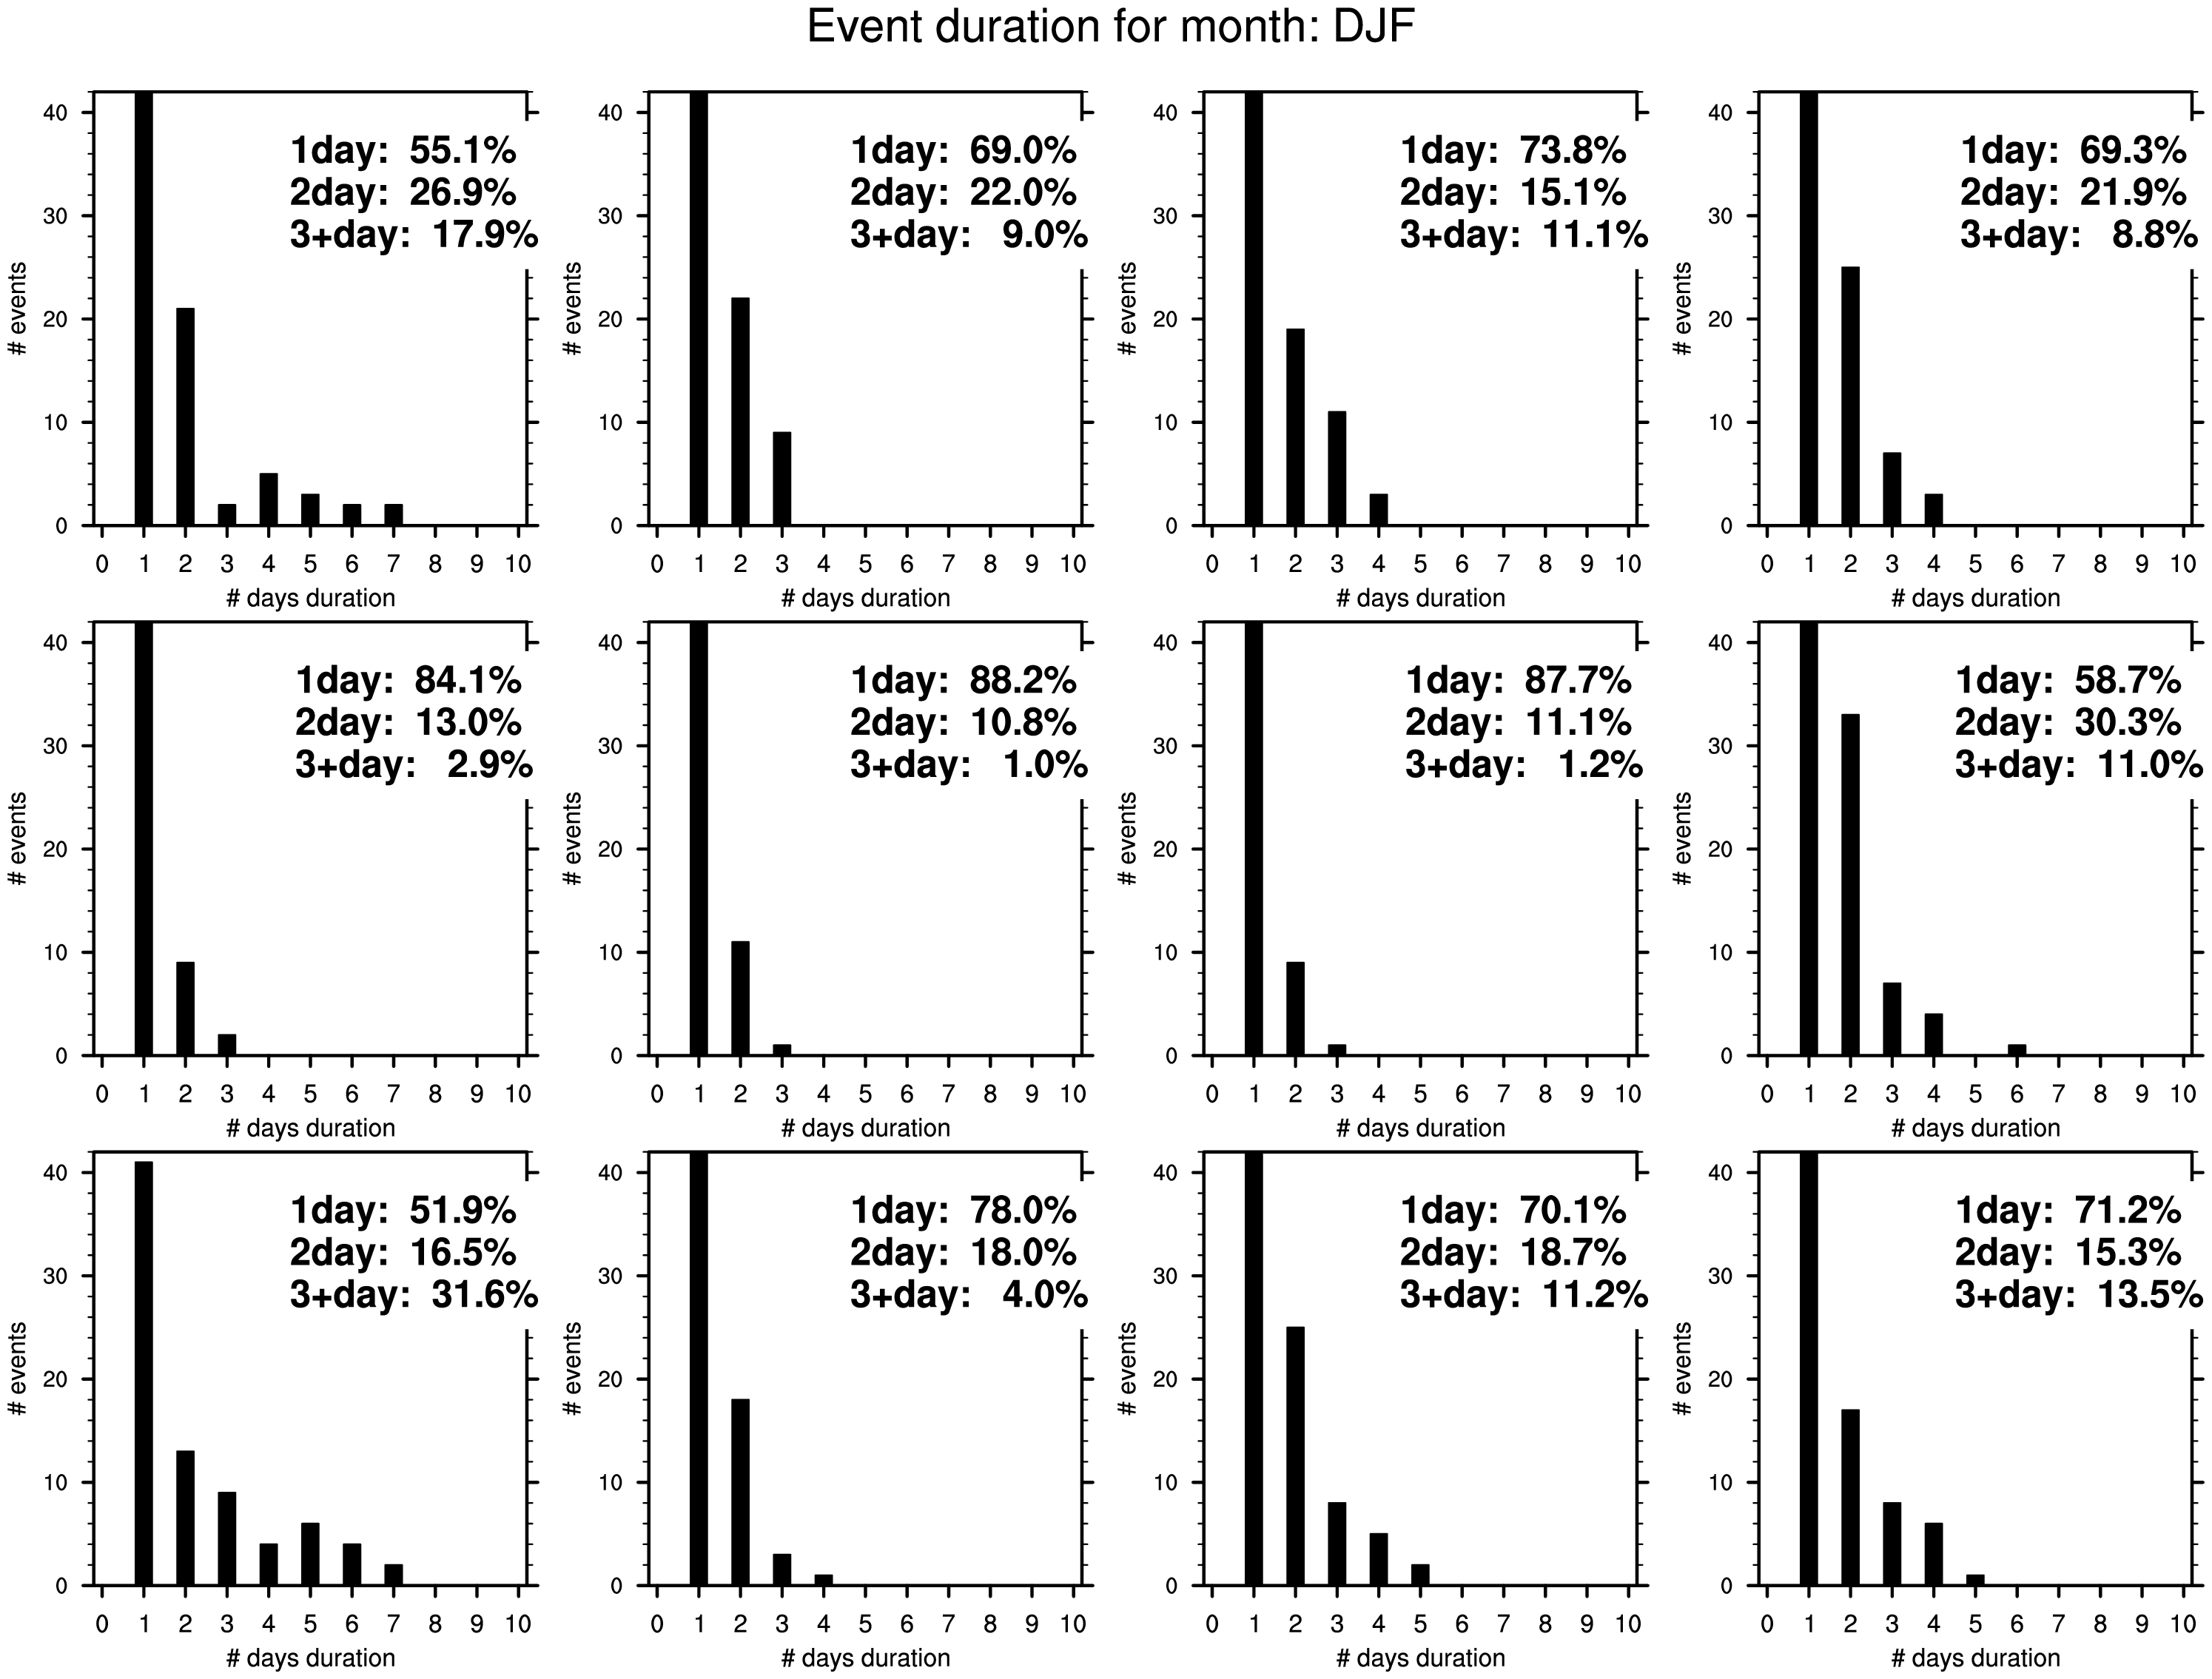 Event duration for month: DJF
40
30
20
10
0
# events
1day: 55.1%
2day: 26.9%
3+day: 17.9%
0 1 2 3 4 5 6 7 8 9 10
# days duration
40
30
20
10
0
# events
1day: 69.0%
2day: 22.0%
3+day: 9.0%
0 1 2 3 4 5 6 7 8 9 10
# days duration
40
30
20
10
0
# events
1day: 73.8%
2day: 15.1%
3+day: 11.1%
0 1 2 3 4 5 6 7 8 9 10
# days duration
40
30
20
10
0
# events
1day: 69.3%
2day: 21.9%
3+day: 8.8%
0 1 2 3 4 5 6 7 8 9 10
# days duration
40
30
20
10
0
# events
1day: 84.1%
2day: 13.0%
3+day: 2.9%
0 1 2 3 4 5 6 7 8 9 10
# days duration
40
30
20
10
0
# events
1day: 88.2%
2day: 10.8%
3+day: 1.0%
0 1 2 3 4 5 6 7 8 9 10
# days duration
40
30
20
10
0
# events
1day: 87.7%
2day: 11.1%
3+day: 1.2%
0 1 2 3 4 5 6 7 8 9 10
# days duration
40
30
20
10
0
# events
1day: 58.7%
2day: 30.3%
3+day: 11.0%
0 1 2 3 4 5 6 7 8 9 10
# days duration
40
30
20
10
0
# events
1day: 51.9%
2day: 16.5%
3+day: 31.6%
0 1 2 3 4 5 6 7 8 9 10
# days duration
40
30
20
10
0
# events
1day: 78.0%
2day: 18.0%
3+day: 4.0%
0 1 2 3 4 5 6 7 8 9 10
# days duration
40
30
20
10
0
# events
1day: 70.1%
2day: 18.7%
3+day: 11.2%
0 1 2 3 4 5 6 7 8 9 10
# days duration
40
30
20
10
0
# events
1day: 71.2%
2day: 15.3%
3+day: 13.5%
0 1 2 3 4 5 6 7 8 9 10
# days duration